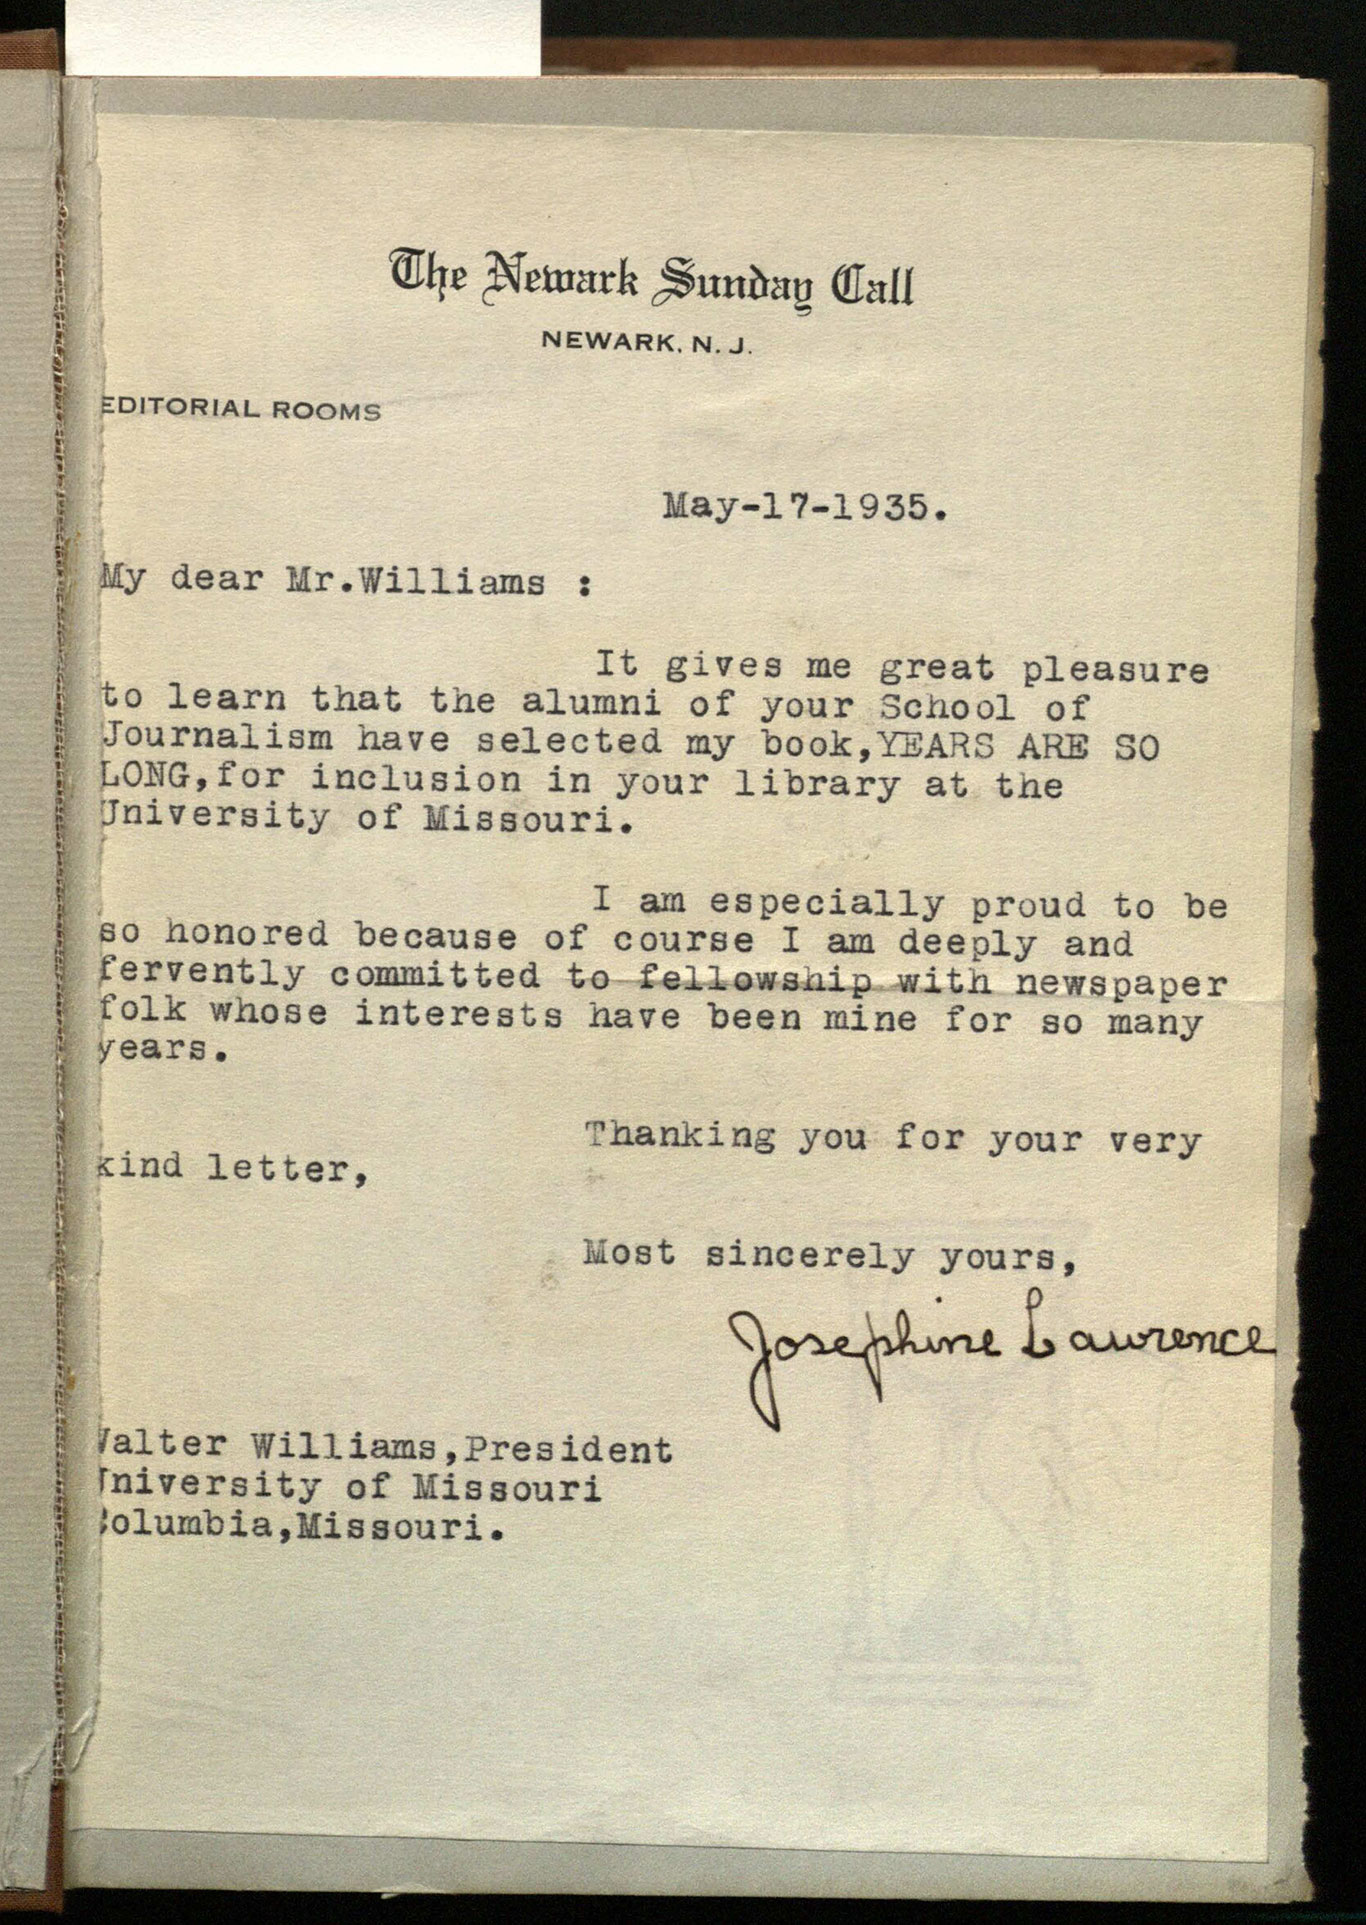 The Newark Sunday Call
NEWARK, N. J.
EDITORIAL ROOMS
May-17-1935.
My dear Mr.Williams :
It gives me great pleasure
to learn that the alumni of your School of
Journalism have selected my book,YEARS ARE SO
LONG,for inclusion in your library at the
University of Missouri.
I am especially proud to be
so honored because of course I am deeply and
fervently committed to fellowship with newspaper
folk whose interests have been mine for so many
years.
Thanking you for your very
kind letter,
Most sincerely yours,
Josephine Lawrence
Walter Williams,President
University of Missouri
Columbia,Missouri.